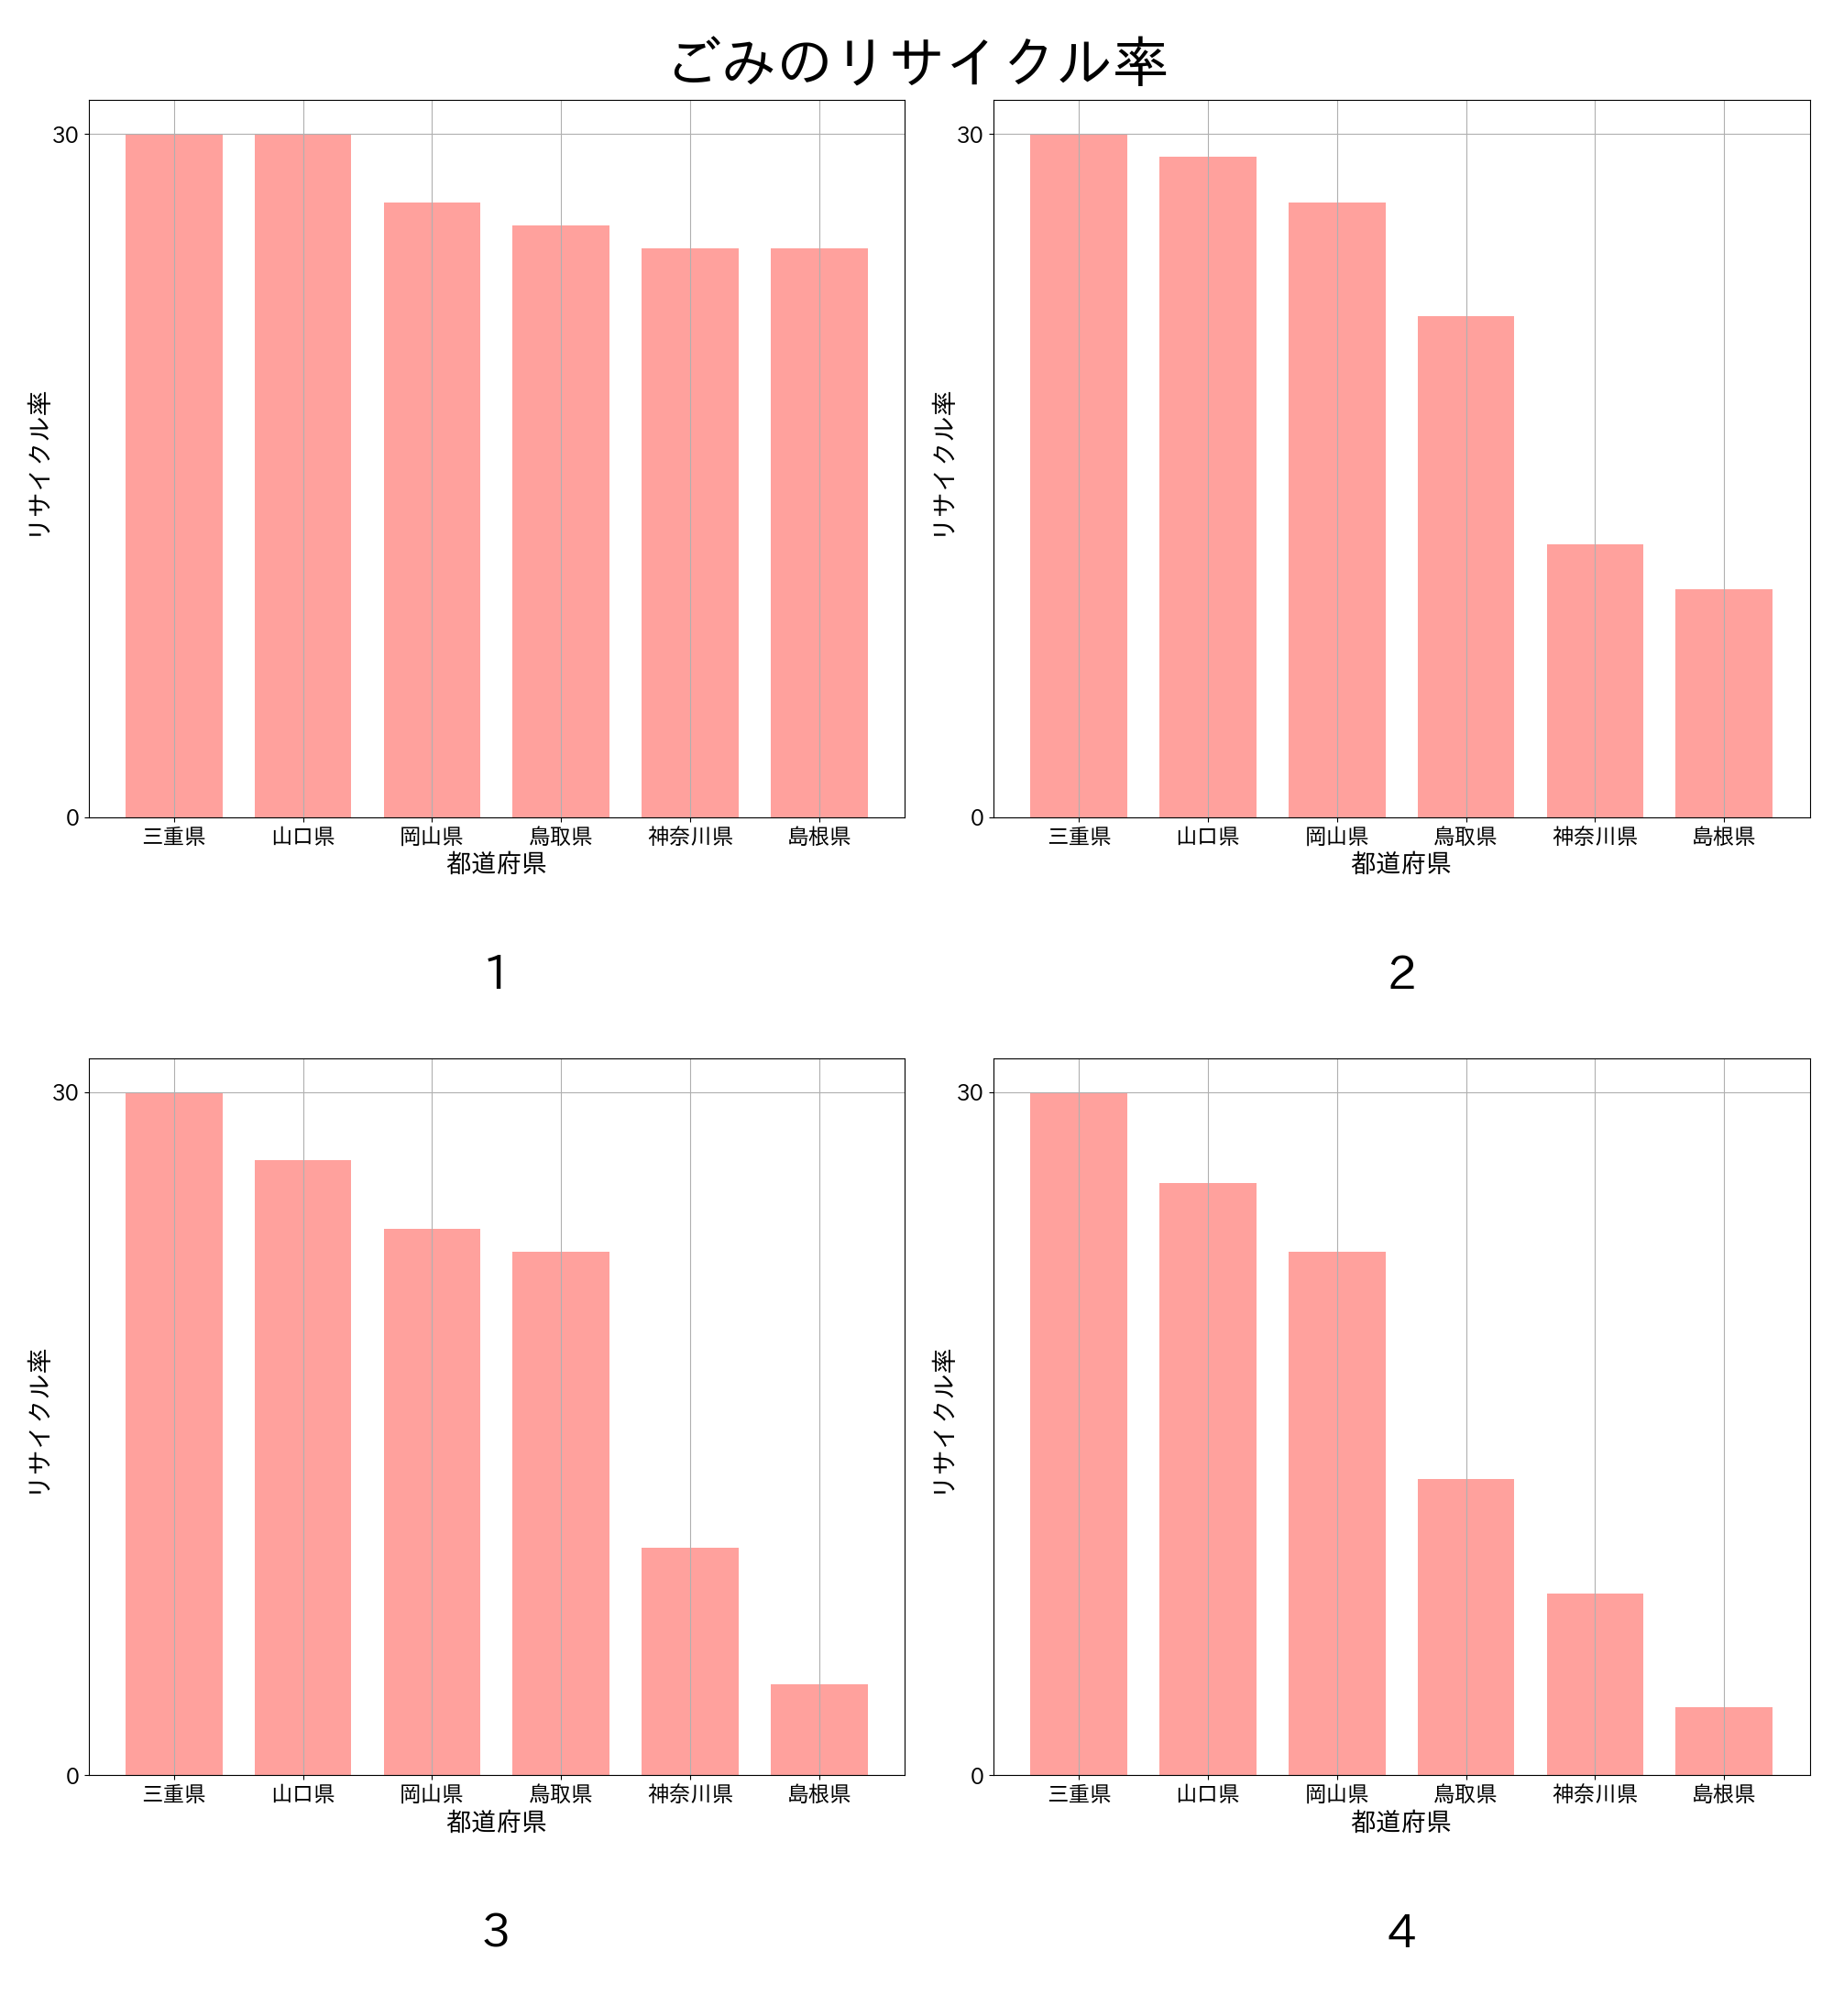 ごみのリサイクル率
30
0
リサイクル率
三重県 山口県 岡山県 鳥取県 神奈川県 島根県
都道府県
1
30
0
リサイクル率
三重県 山口県 岡山県 鳥取県 神奈川県 島根県
都道府県
2
30
0
リサイクル率
三重県 山口県 岡山県 鳥取県 神奈川県 島根県
都道府県
3
30
0
リサイクル率
三重県 山口県 岡山県 鳥取県 神奈川県 島根県
都道府県
4